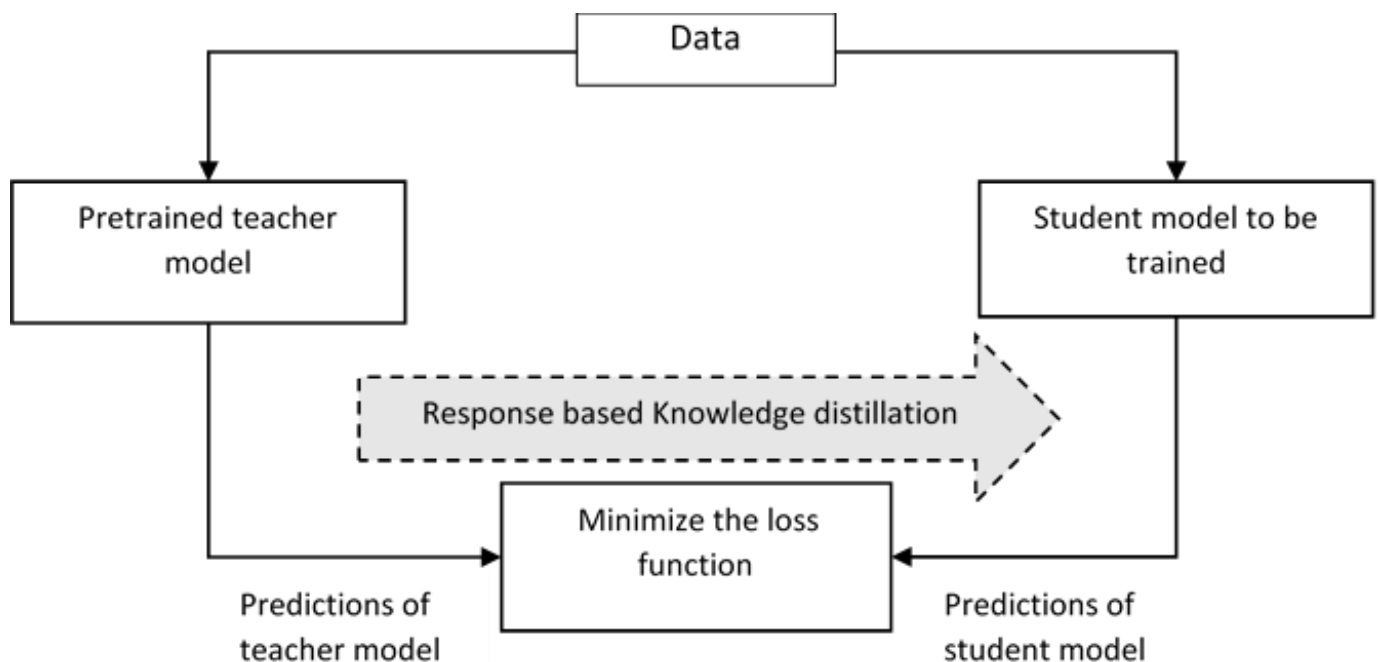 Data
Pretrained teacher
model
Student model to be
trained
Response based Knowledge distillation
Minimize the loss
function
Predictions of
teacher model
Predictions of
student model